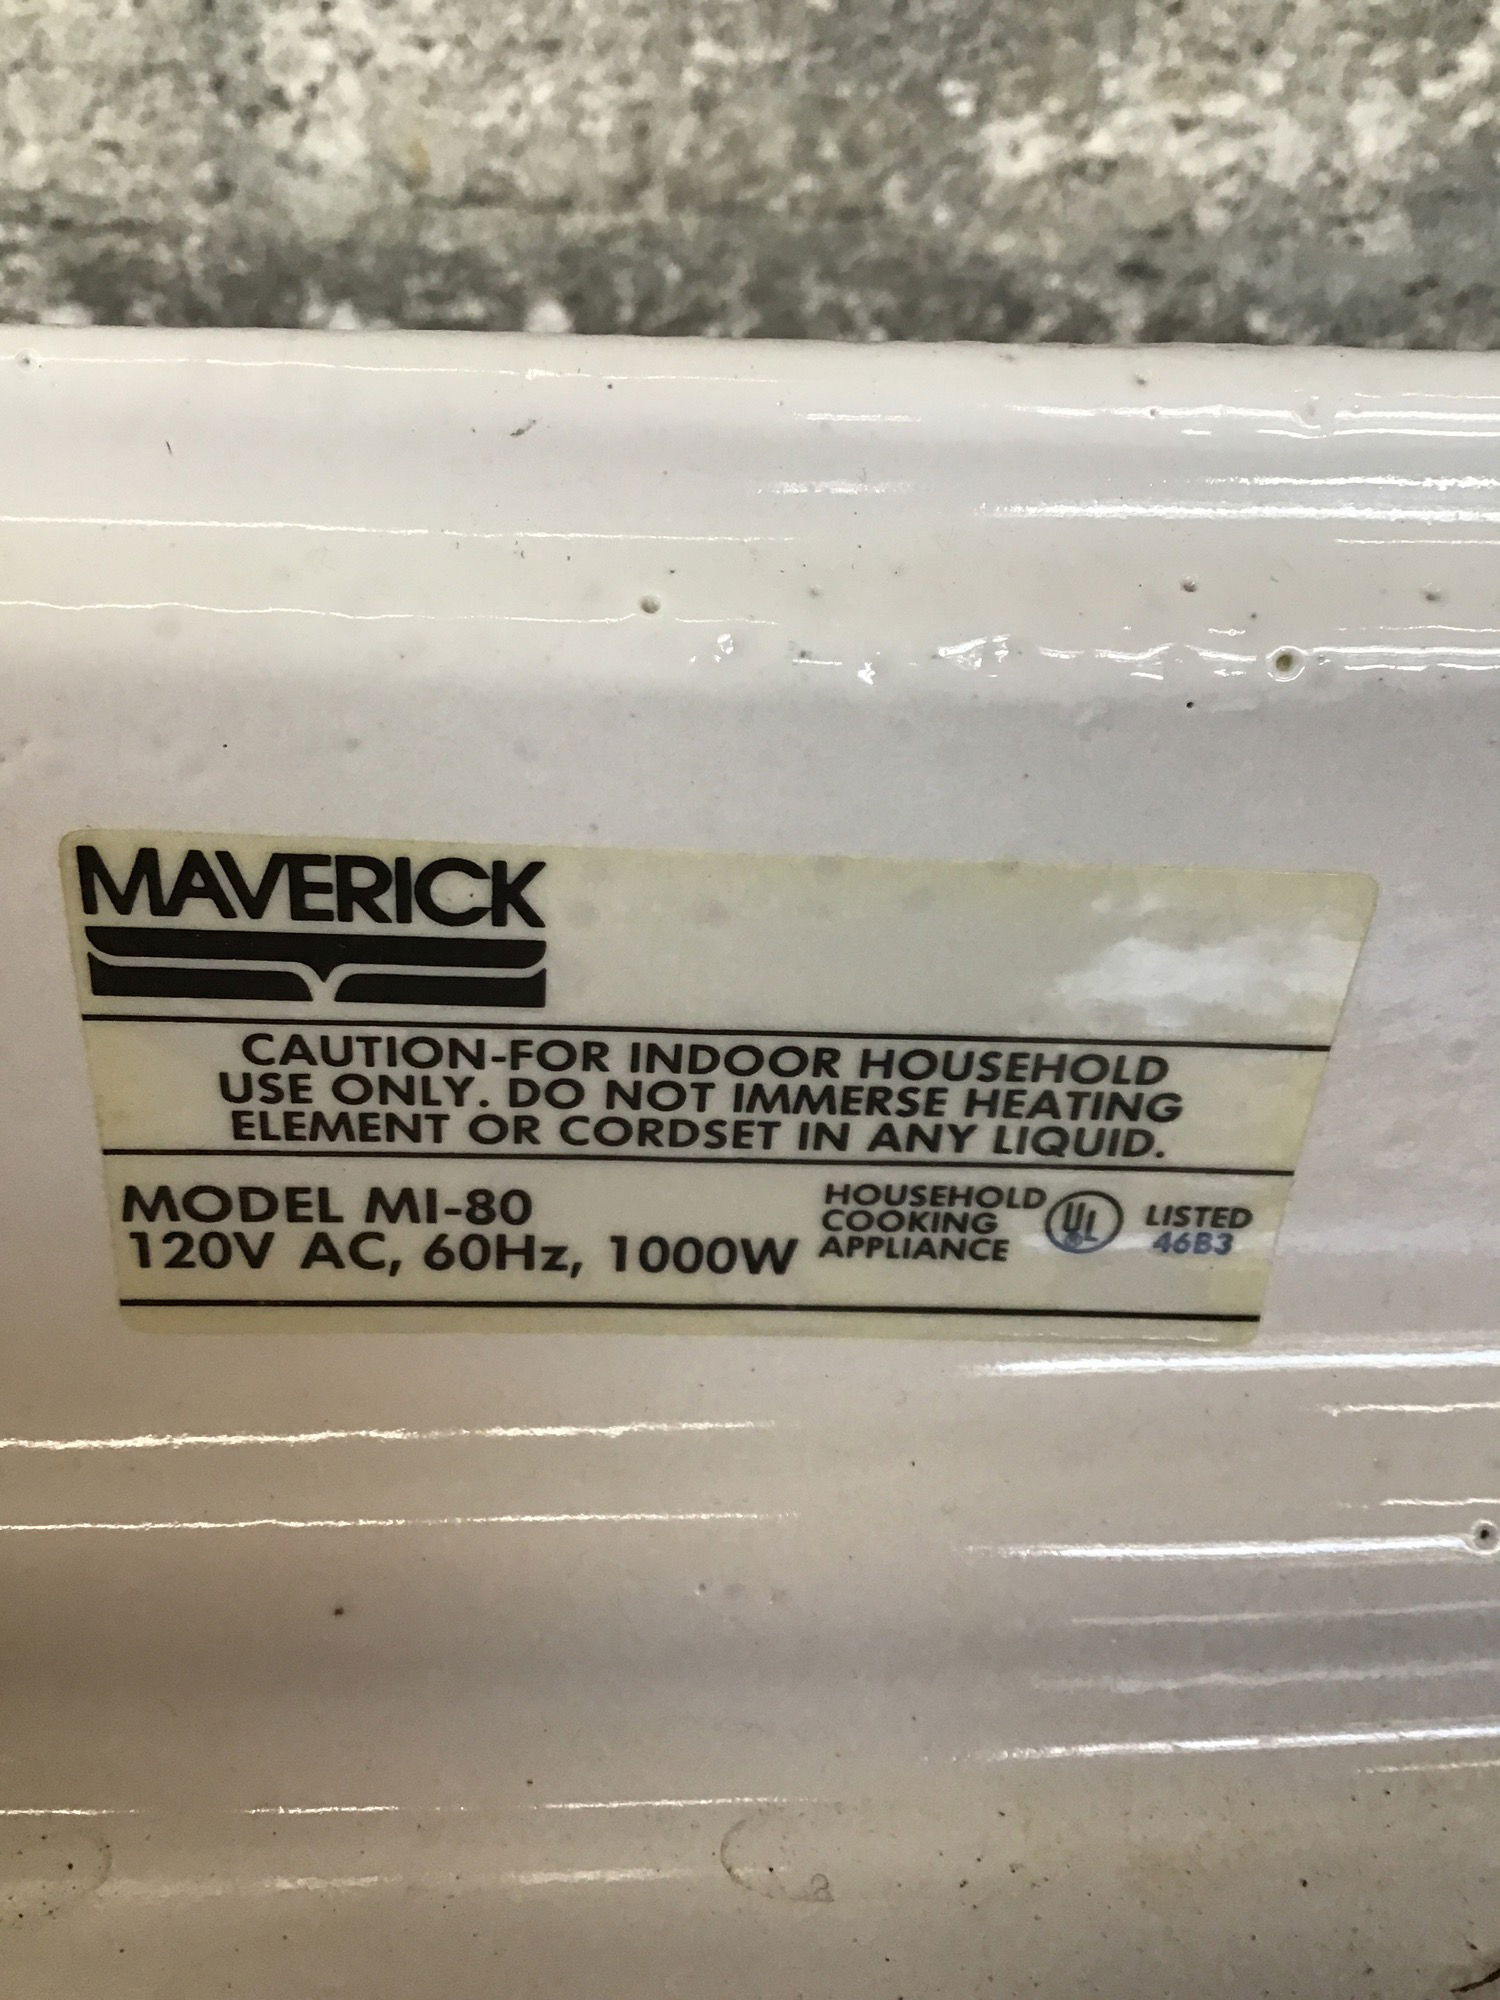 MAVERICK
CAUTION-FOR INDOOR HOUSEHOLD
USE ONLY. DO NOT IMMERSE HEATING
ELEMENT OR CORDSET IN ANY LIQUID.
MODEL MI-80
120V AC, 60Hz, 1000W
HOUSEHOLD
COOKING
APPLIANCE
UL
LISTED
46B3